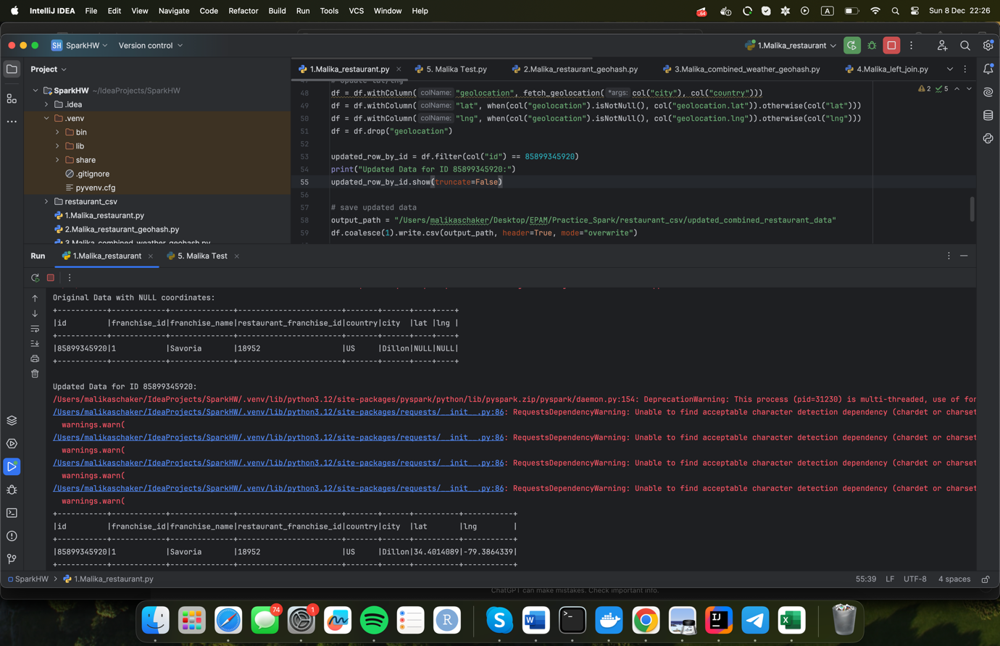 IntelliJ IDEA File Edit View Navigate Code Refactor Build Run Tools VCS Window Help 64 A Sun 8 Dec 22:26
SH SparkHW Version control 1.Malika_restaurant
Project
1.Malika_restaurant.py 5. Malika Test.py 2.Malika_restaurant_geohash.py 3.Malika_combined_weather_geohash.py 4.Malika_left_join.py
SparkHW ~/IdeaProjects/SparkHW
.idea
.venv
bin
lib
share
.gitignore
pyvenv.cfg
restaurant_csv
1.Malika_restaurant.py
2.Malika_restaurant_geohash.py
3.Malika_combined_weather_geohash.py
2 5
# update lat/lng
48 df = df.withColumn( colName: "geolocation", fetch_geolocation( *args: col("city"), col("country")))
49 df = df.withColumn( colName: "lat", when(col("geolocation").isNotNull(), col("geolocation.lat")).otherwise(col("lat")))
50 df = df.withColumn( colName: "lng", when(col("geolocation").isNotNull(), col("geolocation.lng")).otherwise(col("lng")))
51 df = df.drop("geolocation")
52
53 updated_row_by_id = df.filter(col("id") == 85899345920)
54 print("Updated Data for ID 85899345920:")
55 updated_row_by_id.show(truncate=False)
56
57 # save updated data
58 output_path = "/Users/malikaschaker/Desktop/EPAM/Practice_Spark/restaurant_csv/updated_combined_restaurant_data"
59 df.coalesce(1).write.csv(output_path, header=True, mode="overwrite")
Run 1.Malika_restaurant 5. Malika Test
Original Data with NULL coordinates:
+-----------+------------+--------------+-----------------------+-------+------+----+----+
|id         |franchise_id|franchise_name|restaurant_franchise_id|country|city  |lat |lng |
+-----------+------------+--------------+-----------------------+-------+------+----+----+
|85899345920|1           |Savoria       |18952                  |US     |Dillon|NULL|NULL|
+-----------+------------+--------------+-----------------------+-------+------+----+----+
Updated Data for ID 85899345920:
/Users/malikaschaker/IdeaProjects/SparkHW/.venv/lib/python3.12/site-packages/pyspark/python/lib/pyspark.zip/pyspark/daemon.py:154: DeprecationWarning: This process (pid=31230) is multi-threaded, use of for
/Users/malikaschaker/IdeaProjects/SparkHW/.venv/lib/python3.12/site-packages/requests/__init__.py:86: RequestsDependencyWarning: Unable to find acceptable character detection dependency (chardet or charset
warnings.warn(
/Users/malikaschaker/IdeaProjects/SparkHW/.venv/lib/python3.12/site-packages/requests/__init__.py:86: RequestsDependencyWarning: Unable to find acceptable character detection dependency (chardet or charset
warnings.warn(
/Users/malikaschaker/IdeaProjects/SparkHW/.venv/lib/python3.12/site-packages/requests/__init__.py:86: RequestsDependencyWarning: Unable to find acceptable character detection dependency (chardet or charset
warnings.warn(
/Users/malikaschaker/IdeaProjects/SparkHW/.venv/lib/python3.12/site-packages/requests/__init__.py:86: RequestsDependencyWarning: Unable to find acceptable character detection dependency (chardet or charset
warnings.warn(
+-----------+------------+--------------+-----------------------+-------+------+----------+-----------+
|id         |franchise_id|franchise_name|restaurant_franchise_id|country|city  |lat       |lng        |
+-----------+------------+--------------+-----------------------+-------+------+----------+-----------+
|85899345920|1           |Savoria       |18952                  |US     |Dillon|34.4014089|-79.3864339|
+-----------+------------+--------------+-----------------------+-------+------+----------+-----------+
SparkHW 1.Malika_restaurant.py 55:39 LF UTF-8 4 spaces
ChatGPT can make mistakes. Check important info.
74 1 R S W >_ IJ X